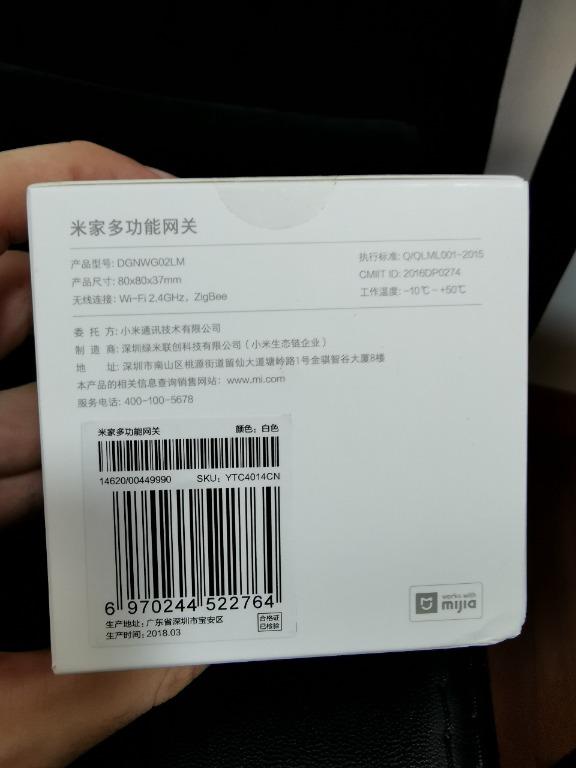 米家多功能网关
产品型号: DGNWG02LM
执行标准: Q/QLML001-2015
产品尺寸: 80x80x37mm
CMIIT ID: 2016DP0274
无线连接: Wi-Fi 2.4GHz, ZigBee
工作温度: -10℃~+50℃
委 托 方: 小米通讯技术有限公司
制 造 商: 深圳绿米联创科技有限公司（小米生态链企业）
地 址: 深圳市南山区桃源街道留仙大道塘岭路1号金骐智谷大厦8楼
本产品的相关信息查询销售网站: www.mi.com
服务电话: 400-100-5678
米家多功能网关 颜色: 白色
14620/00449990 SKU: YTC4014CN
6 970244 522764
生产地址: 广东省深圳市宝安区
生产时间: 2018.03
合格证
已检验
works with
mijia